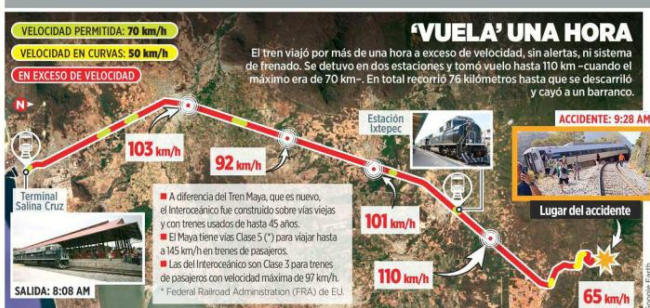 VELOCIDAD PERMITIDA: 70 km/h
VELOCIDAD EN CURVAS: 50 km/h
EN EXCESO DE VELOCIDAD
N
‘VUELA’ UNA HORA
El tren viajó por más de una hora a exceso de velocidad, sin alertas, ni sistema
de frenado. Se detuvo en dos estaciones y tomó vuelo hasta 110 km –cuando el
máximo era de 70 km–. En total recorrió 76 kilómetros hasta que se descarriló
y cayó a un barranco.
103 km/h
92 km/h
Estación
Ixtepec
101 km/h
110 km/h
ACCIDENTE: 9:28 AM
Lugar del accidente
65 km/h
Terminal
Salina Cruz
SALIDA: 8:08 AM
■ A diferencia del Tren Maya, que es nuevo,
el Interoceánico fue construido sobre vías viejas
y con trenes usados de hasta 45 años.
■ El Maya tiene vías Clase 5 (*) para viajar hasta
a 145 km/h en trenes de pasajeros.
■ Las del Interoceánico son Clase 3 para trenes
de pasajeros con velocidad máxima de 97 km/h.
* Federal Railroad Administration (FRA) de EU.
Earth